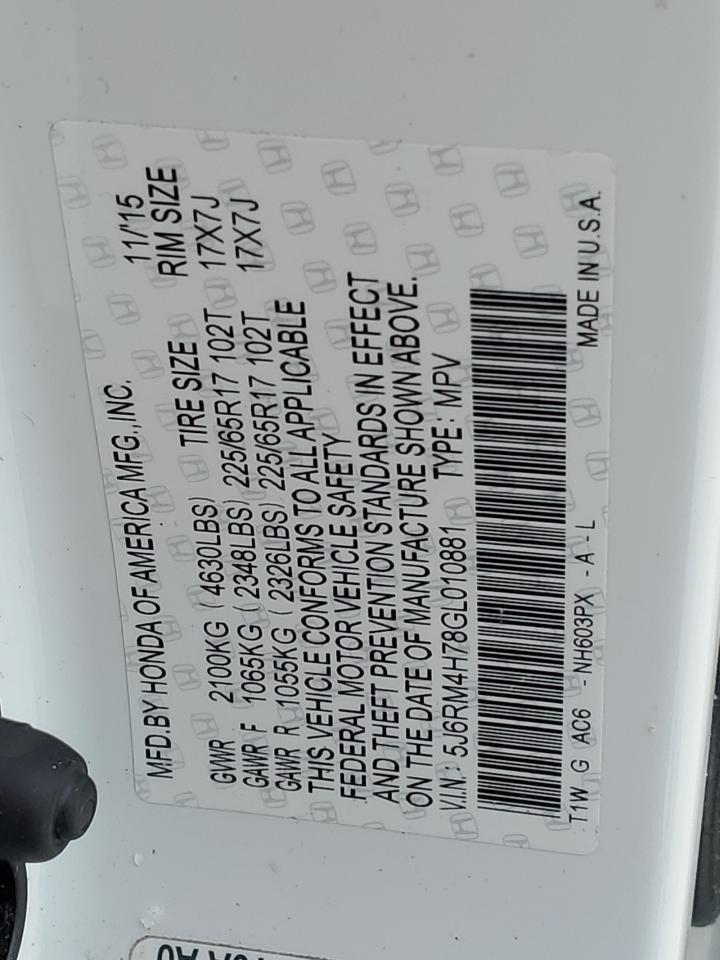 MFD.BY HONDA OF AMERICA MFG., INC. 11/'15
GVWR 2100KG ( 4630LBS) TIRE SIZE RIM SIZE
GAWR F 1065KG ( 2348LBS) 225/65R17 102T 17X7J
GAWR R 1055KG ( 2326LBS) 225/65R17 102T 17X7J
THIS VEHICLE CONFORMS TO ALL APPLICABLE
FEDERAL MOTOR VEHICLE SAFETY
AND THEFT PREVENTION STANDARDS IN EFFECT
ON THE DATE OF MANUFACTURE SHOWN ABOVE.
V.I.N.: 5J6RM4H78GL010881 TYPE: MPV
T1W G AC6 - NH603PX - A - L MADE IN U.S.A.